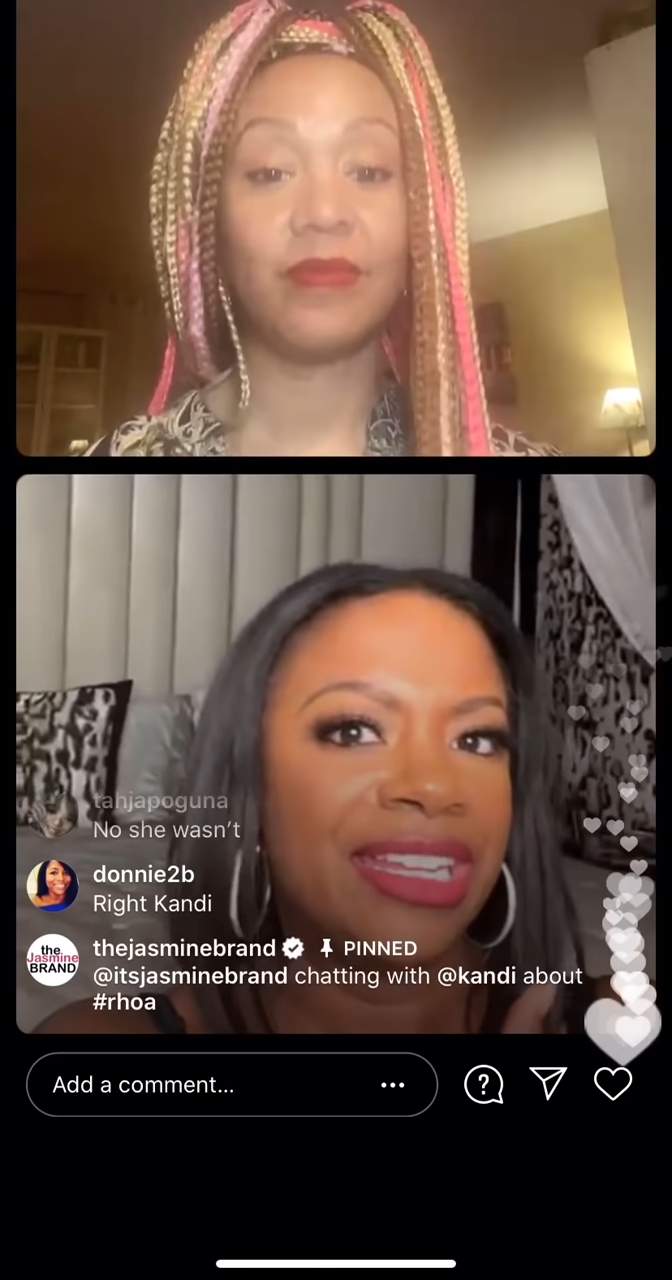 tahjapoguna
No she wasn’t
donnie2b
Right Kandi
the
Jasmine
BRAND
thejasminebrand PINNED
@itsjasminebrand chatting with @kandi about
#rhoa
Add a comment...